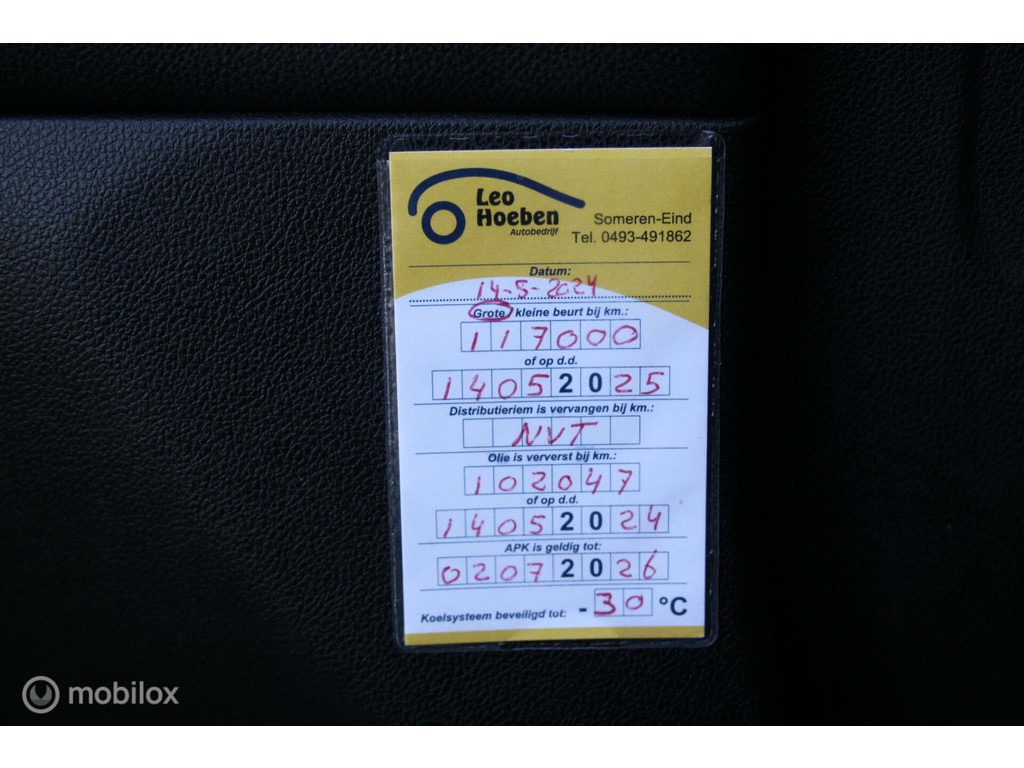 Leo
Hoeben
Autobedrijf
Someren-Eind
Tel. 0493-491862
Datum:
14-5-2024
Grote / kleine beurt bij km.:
117000
of op d.d.
14052025
Distributieriem is vervangen bij km.:
NVT
Olie is ververst bij km.:
102047
of op d.d.
14052024
APK is geldig tot:
02072026
Koelsysteem beveiligd tot: -30 °C
mobilox